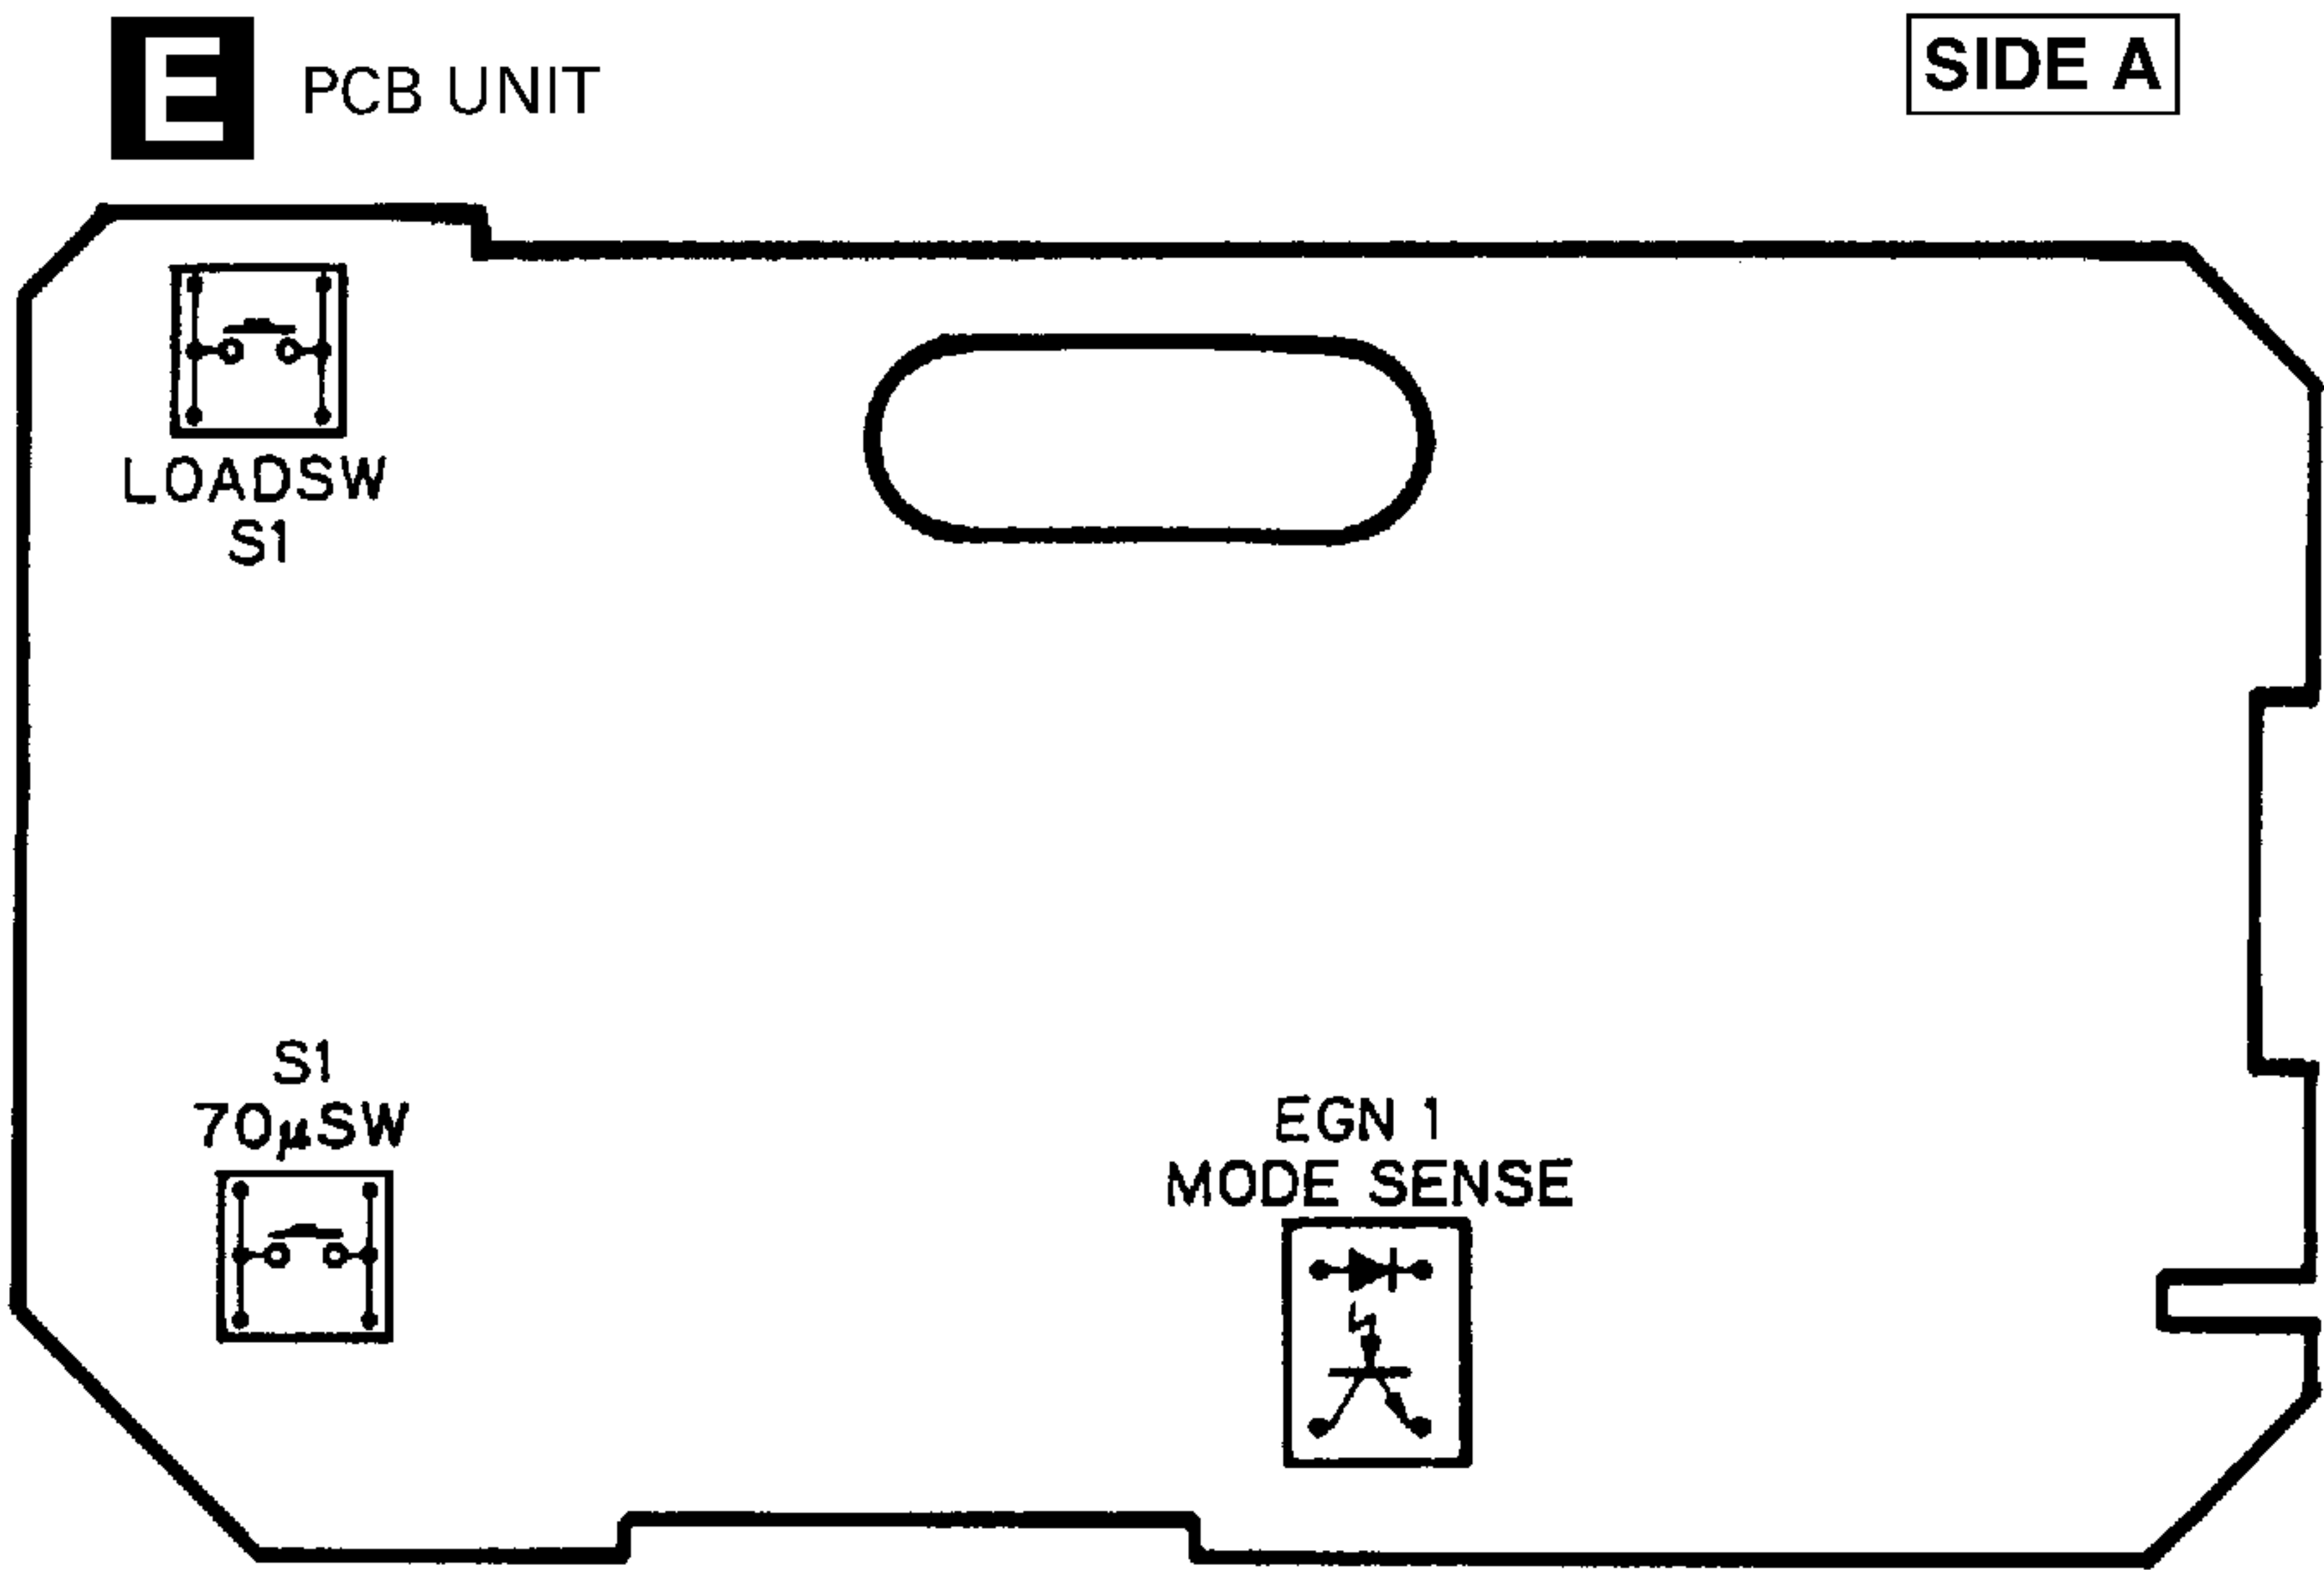 E PCB UNIT
SIDE A
LOADSW
S1
S1
70µSW
EGN 1
MODE SENSE